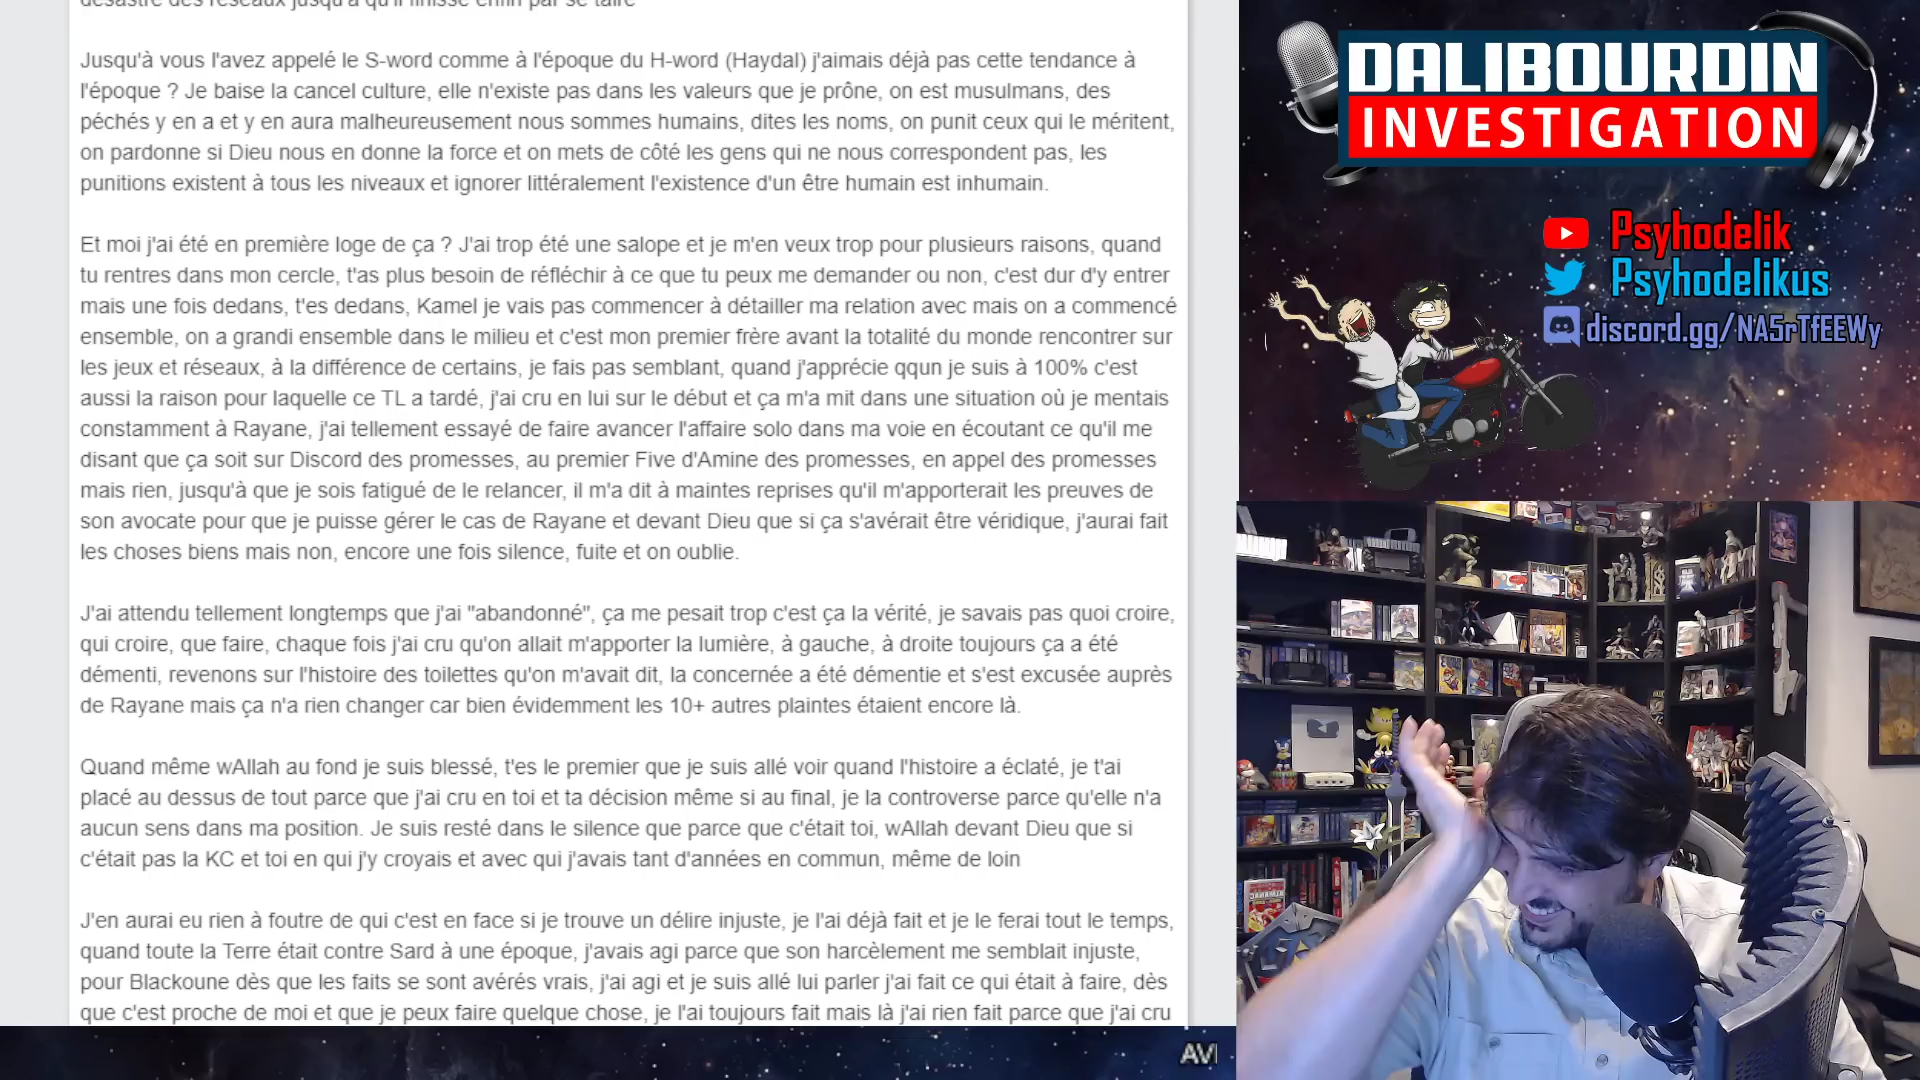 désastre des réseaux jusqu'à qu'il finisse enfin par se taire
Jusqu'à vous l'avez appelé le S-word comme à l'époque du H-word (Haydal) j'aimais déjà pas cette tendance à
l'époque ? Je baise la cancel culture, elle n'existe pas dans les valeurs que je prône, on est musulmans, des
péchés y en a et y en aura malheureusement nous sommes humains, dites les noms, on punit ceux qui le méritent,
on pardonne si Dieu nous en donne la force et on mets de côté les gens qui ne nous correspondent pas, les
punitions existent à tous les niveaux et ignorer littéralement l'existence d'un être humain est inhumain.
Et moi j'ai été en première loge de ça ? J'ai trop été une salope et je m'en veux trop pour plusieurs raisons, quand
tu rentres dans mon cercle, t'as plus besoin de réfléchir à ce que tu peux me demander ou non, c'est dur d'y entrer
mais une fois dedans, t'es dedans, Kamel je vais pas commencer à détailler ma relation avec mais on a commencé
ensemble, on a grandi ensemble dans le milieu et c'est mon premier frère avant la totalité du monde rencontrer sur
les jeux et réseaux, à la différence de certains, je fais pas semblant, quand j'apprécie qqun je suis à 100% c'est
aussi la raison pour laquelle ce TL a tardé, j'ai cru en lui sur le début et ça m'a mit dans une situation où je mentais
constamment à Rayane, j'ai tellement essayé de faire avancer l'affaire solo dans ma voie en écoutant ce qu'il me
disant que ça soit sur Discord des promesses, au premier Five d'Amine des promesses, en appel des promesses
mais rien, jusqu'à que je sois fatigué de le relancer, il m'a dit à maintes reprises qu'il m'apporterait les preuves de
son avocate pour que je puisse gérer le cas de Rayane et devant Dieu que si ça s'avérait être véridique, j'aurai fait
les choses biens mais non, encore une fois silence, fuite et on oublie.
J'ai attendu tellement longtemps que j'ai "abandonné", ça me pesait trop c'est ça la vérité, je savais pas quoi croire,
qui croire, que faire, chaque fois j'ai cru qu'on allait m'apporter la lumière, à gauche, à droite toujours ça a été
démenti, revenons sur l'histoire des toilettes qu'on m'avait dit, la concernée a été démentie et s'est excusée auprès
de Rayane mais ça n'a rien changer car bien évidemment les 10+ autres plaintes étaient encore là.
Quand même wAllah au fond je suis blessé, t'es le premier que je suis allé voir quand l'histoire a éclaté, je t'ai
placé au dessus de tout parce que j'ai cru en toi et ta décision même si au final, je la controverse parce qu'elle n'a
aucun sens dans ma position. Je suis resté dans le silence que parce que c'était toi, wAllah devant Dieu que si
c'était pas la KC et toi en qui j'y croyais et avec qui j'avais tant d'années en commun, même de loin
J'en aurai eu rien à foutre de qui c'est en face si je trouve un délire injuste, je l'ai déjà fait et je le ferai tout le temps,
quand toute la Terre était contre Sard à une époque, j'avais agi parce que son harcèlement me semblait injuste,
pour Blackoune dès que les faits se sont avérés vrais, j'ai agi et je suis allé lui parler j'ai fait ce qui était à faire, dès
que c'est proche de moi et que je peux faire quelque chose, je l'ai toujours fait mais là j'ai rien fait parce que j'ai cru
DALIBOURDIN
INVESTIGATION
Psyhodelik
Psyhodelikus
discord.gg/NA5rTfEEWy